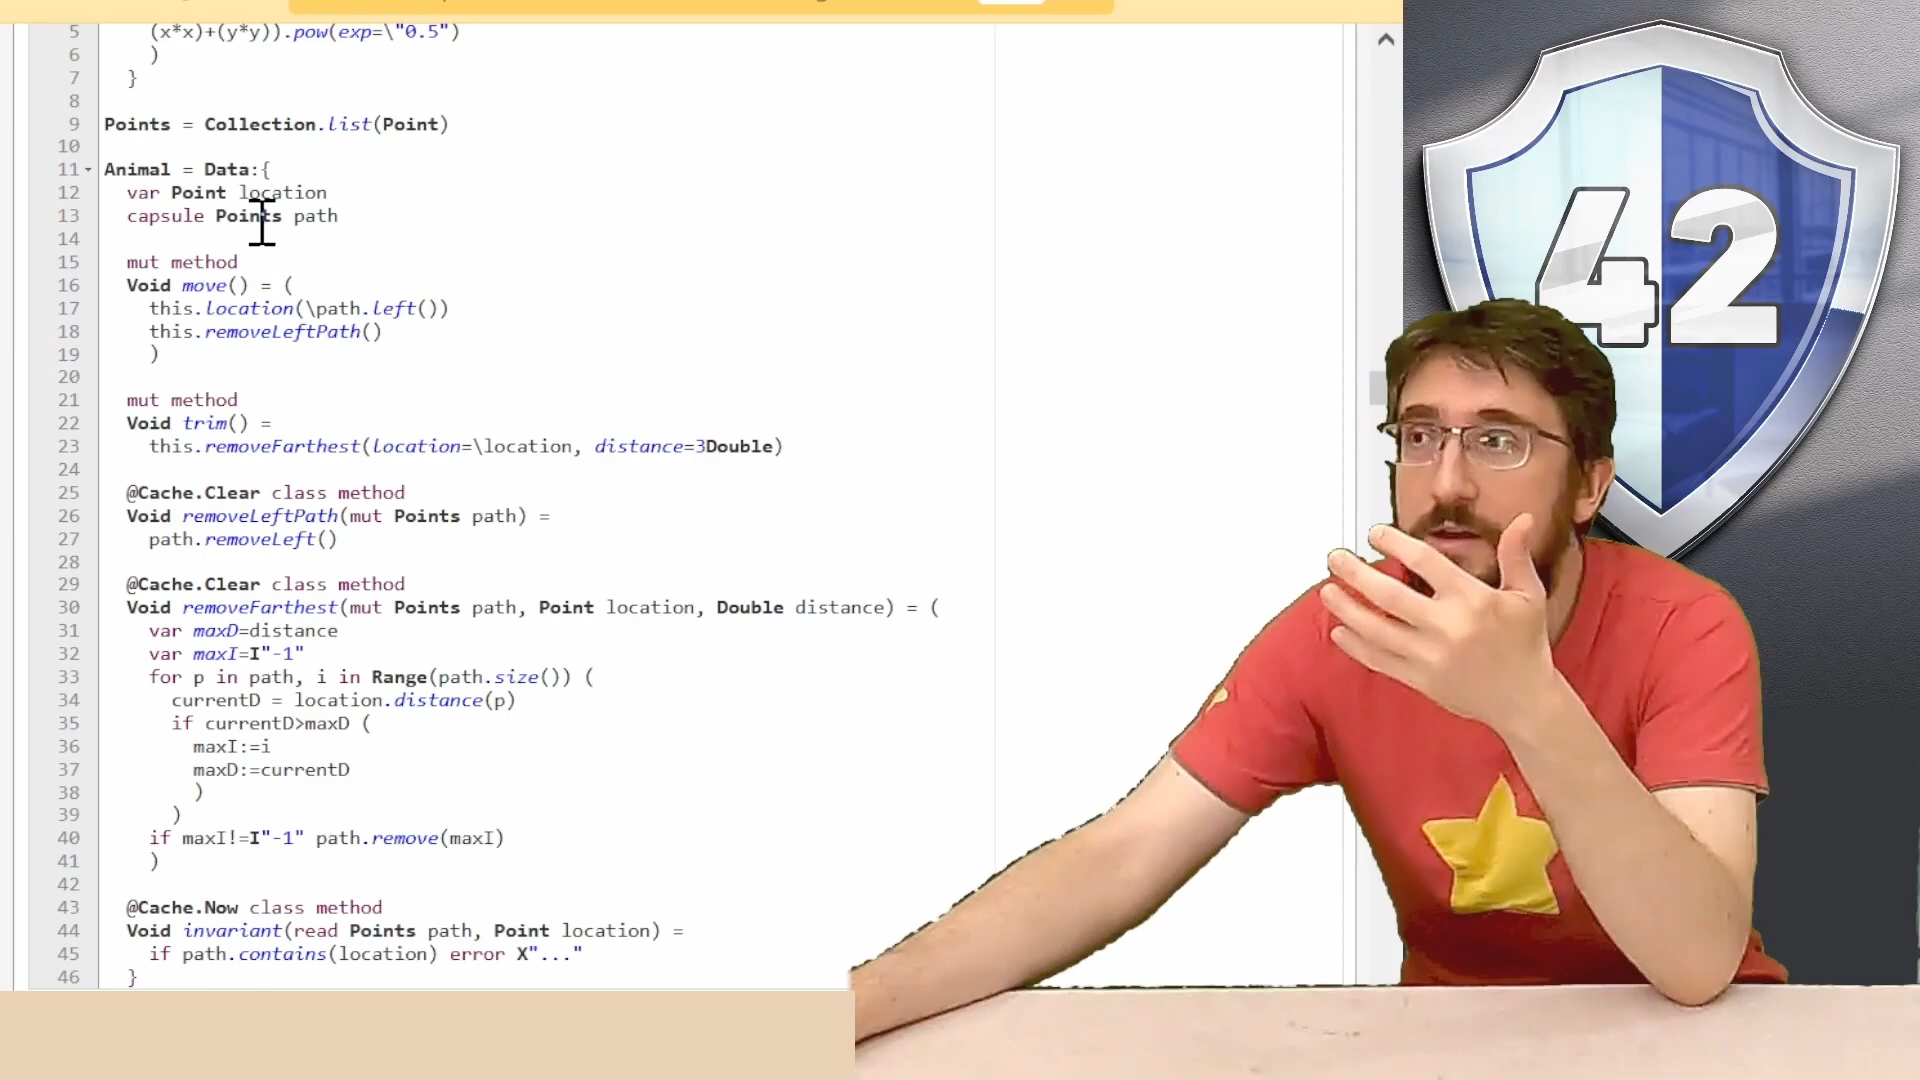 5 (x*x)+(y*y)).pow(exp=\"0.5")
6 )
7 }
8
9 Points = Collection.list(Point)
10
11 Animal = Data:{
12 var Point location
13 capsule Points path
14
15 mut method
16 Void move() = (
17 this.location(\path.left())
18 this.removeLeftPath()
19 )
20
21 mut method
22 Void trim() =
23 this.removeFarthest(location=\location, distance=3Double)
24
25 @Cache.Clear class method
26 Void removeLeftPath(mut Points path) =
27 path.removeLeft()
28
29 @Cache.Clear class method
30 Void removeFarthest(mut Points path, Point location, Double distance) = (
31 var maxD=distance
32 var maxI=I"-1"
33 for p in path, i in Range(path.size()) (
34 currentD = location.distance(p)
35 if currentD>maxD (
36 maxI:=i
37 maxD:=currentD
38 )
39 )
40 if maxI!=I"-1" path.remove(maxI)
41 )
42
43 @Cache.Now class method
44 Void invariant(read Points path, Point location) =
45 if path.contains(location) error X"..."
46 }
42